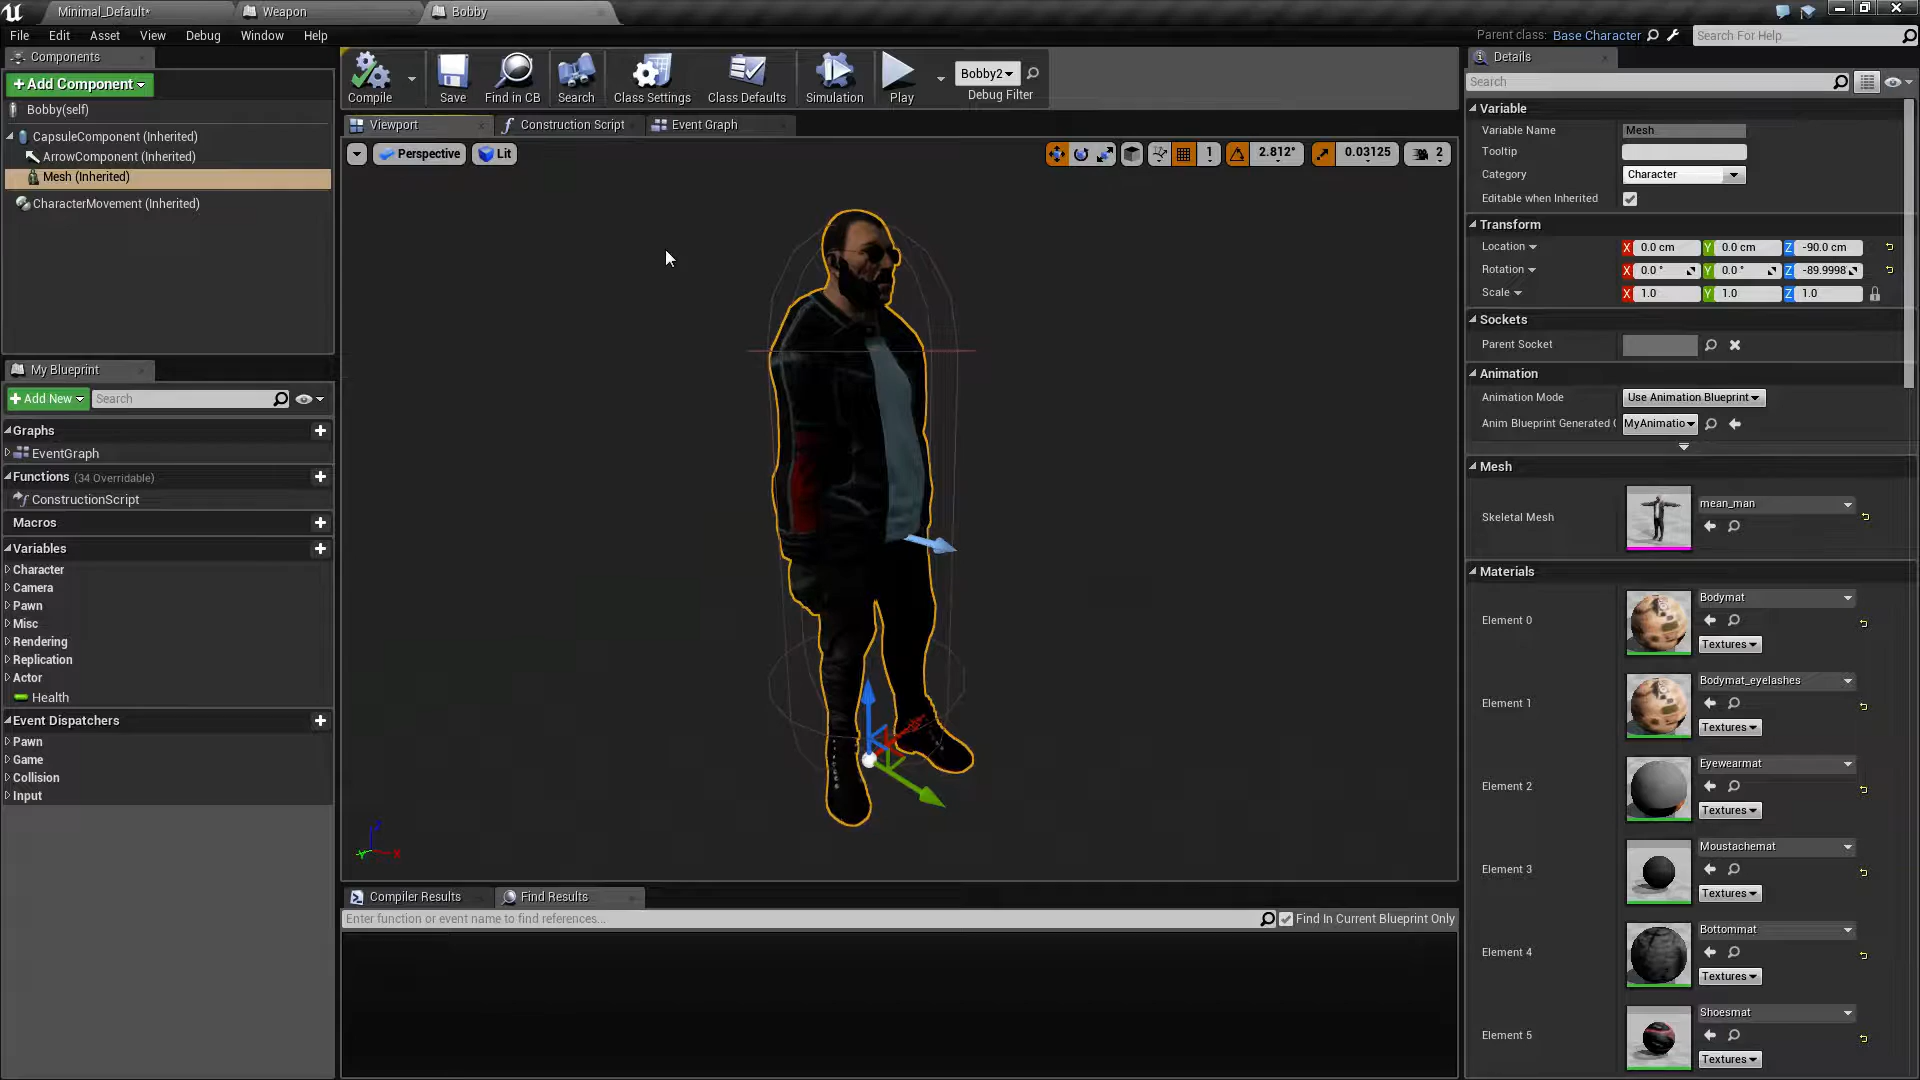 Minimal_Default*
Weapon
Bobby
File
Edit
Asset
View
Debug
Window
Help
Parent class:
Base Character
Search For Help
Components
+Add Component
Bobby(self)
CapsuleComponent (Inherited)
ArrowComponent (Inherited)
Mesh (Inherited)
CharacterMovement (Inherited)
My Blueprint
+Add New
Search
Graphs
EventGraph
Functions (34 Overridable)
ConstructionScript
Macros
Variables
Character
Camera
Pawn
Misc
Rendering
Replication
Actor
Health
Event Dispatchers
Pawn
Game
Collision
Input
Compile
Save
Find in CB
Search
Class Settings
Class Defaults
Simulation
Play
Bobby2
Debug Filter
Viewport
Construction Script
Event Graph
Perspective
Lit
1
2.812°
0.03125
2
Compiler Results
Find Results
Enter function or event name to find references...
Find In Current Blueprint Only
Details
Search
Variable
Variable Name
Mesh
Tooltip
Category
Character
Editable when Inherited
Transform
Location
X 0.0 cm
Y 0.0 cm
Z -90.0 cm
Rotation
X 0.0 °
Y 0.0 °
Z -89.9998
Scale
X 1.0
Y 1.0
Z 1.0
Sockets
Parent Socket
Animation
Animation Mode
Use Animation Blueprint
Anim Blueprint Generated (
MyAnimatio
Mesh
Skeletal Mesh
mean_man
Materials
Element 0
Bodymat
Textures
Element 1
Bodymat_eyelashes
Textures
Element 2
Eyewearmat
Textures
Element 3
Moustachemat
Textures
Element 4
Bottommat
Textures
Element 5
Shoesmat
Textures